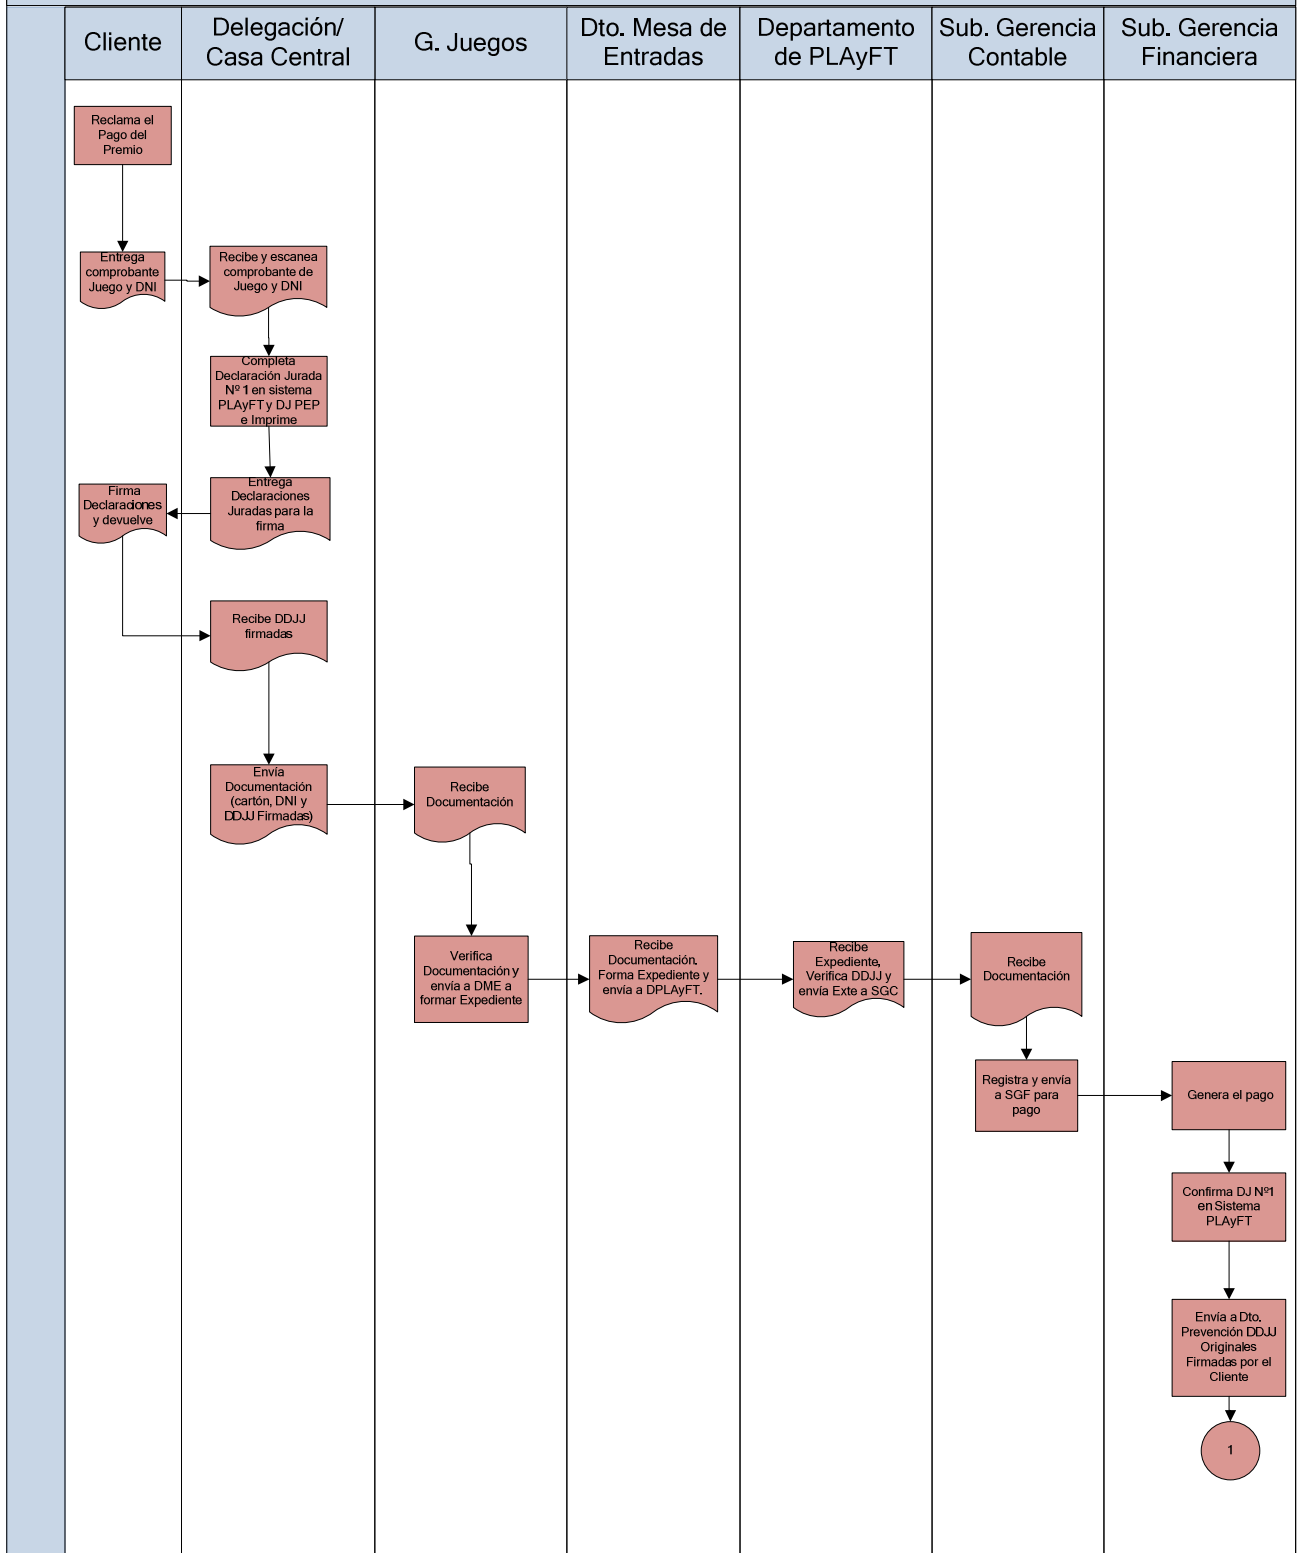 Cliente
Delegación/
Casa Central
G. Juegos
Dto. Mesa de
Entradas
Departamento
de PLAyFT
Sub. Gerencia
Contable
Sub. Gerencia
Financiera
Reclama el
Pago del
Premio
Entrega
comprobante
Juego y DNI
Recibe y escanea
comprobante de
Juego y DNI
Completa
Declaración Jurada
Nº 1 en sistema
PLAyFT y DJ PEP
e Imprime
Entrega
Declaraciones
Juradas para la
firma
Firma
Declaraciones
y devuelve
Recibe DDJJ
firmadas
Envía
Documentación
(cartón, DNI y
DDJJ Firmadas)
Recibe
Documentación
Verifica
Documentación y
envía a DME a
formar Expediente
Recibe
Documentación.
Forma Expediente y
envía a DPLAyFT.
Recibe
Expediente,
Verifica DDJJ y
envía Exte a SGC
Recibe
Documentación
Registra y envía
a SGF para
pago
Genera el pago
Confirma DJ Nº1
en Sistema
PLAyFT
Envía a Dto.
Prevención DDJJ
Originales
Firmadas por el
Cliente
1